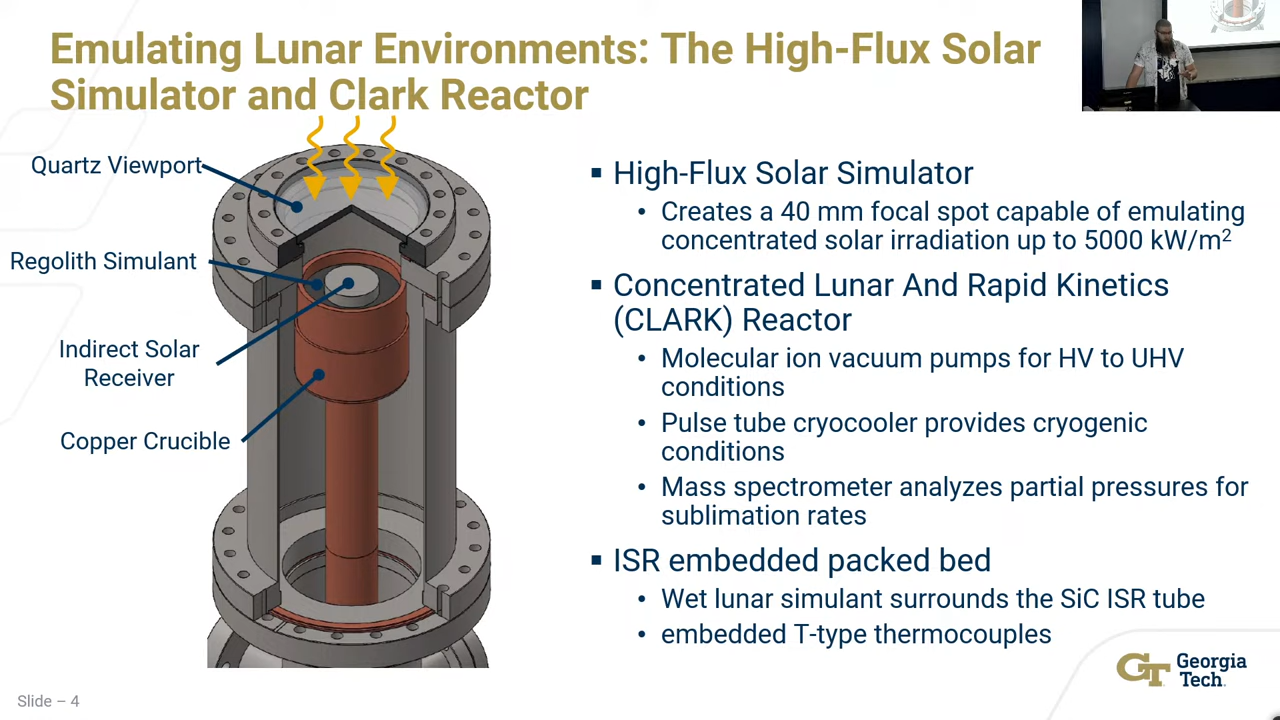 Emulating Lunar Environments: The High-Flux Solar
Simulator and Clark Reactor
Quartz Viewport
Regolith Simulant
Indirect Solar
Receiver
Copper Crucible
▪ High-Flux Solar Simulator
• Creates a 40 mm focal spot capable of emulating
concentrated solar irradiation up to 5000 kW/m²
▪ Concentrated Lunar And Rapid Kinetics
(CLARK) Reactor
• Molecular ion vacuum pumps for HV to UHV
conditions
• Pulse tube cryocooler provides cryogenic
conditions
• Mass spectrometer analyzes partial pressures for
sublimation rates
▪ ISR embedded packed bed
• Wet lunar simulant surrounds the SiC ISR tube
• embedded T-type thermocouples
GT Georgia
Tech.
Slide – 4